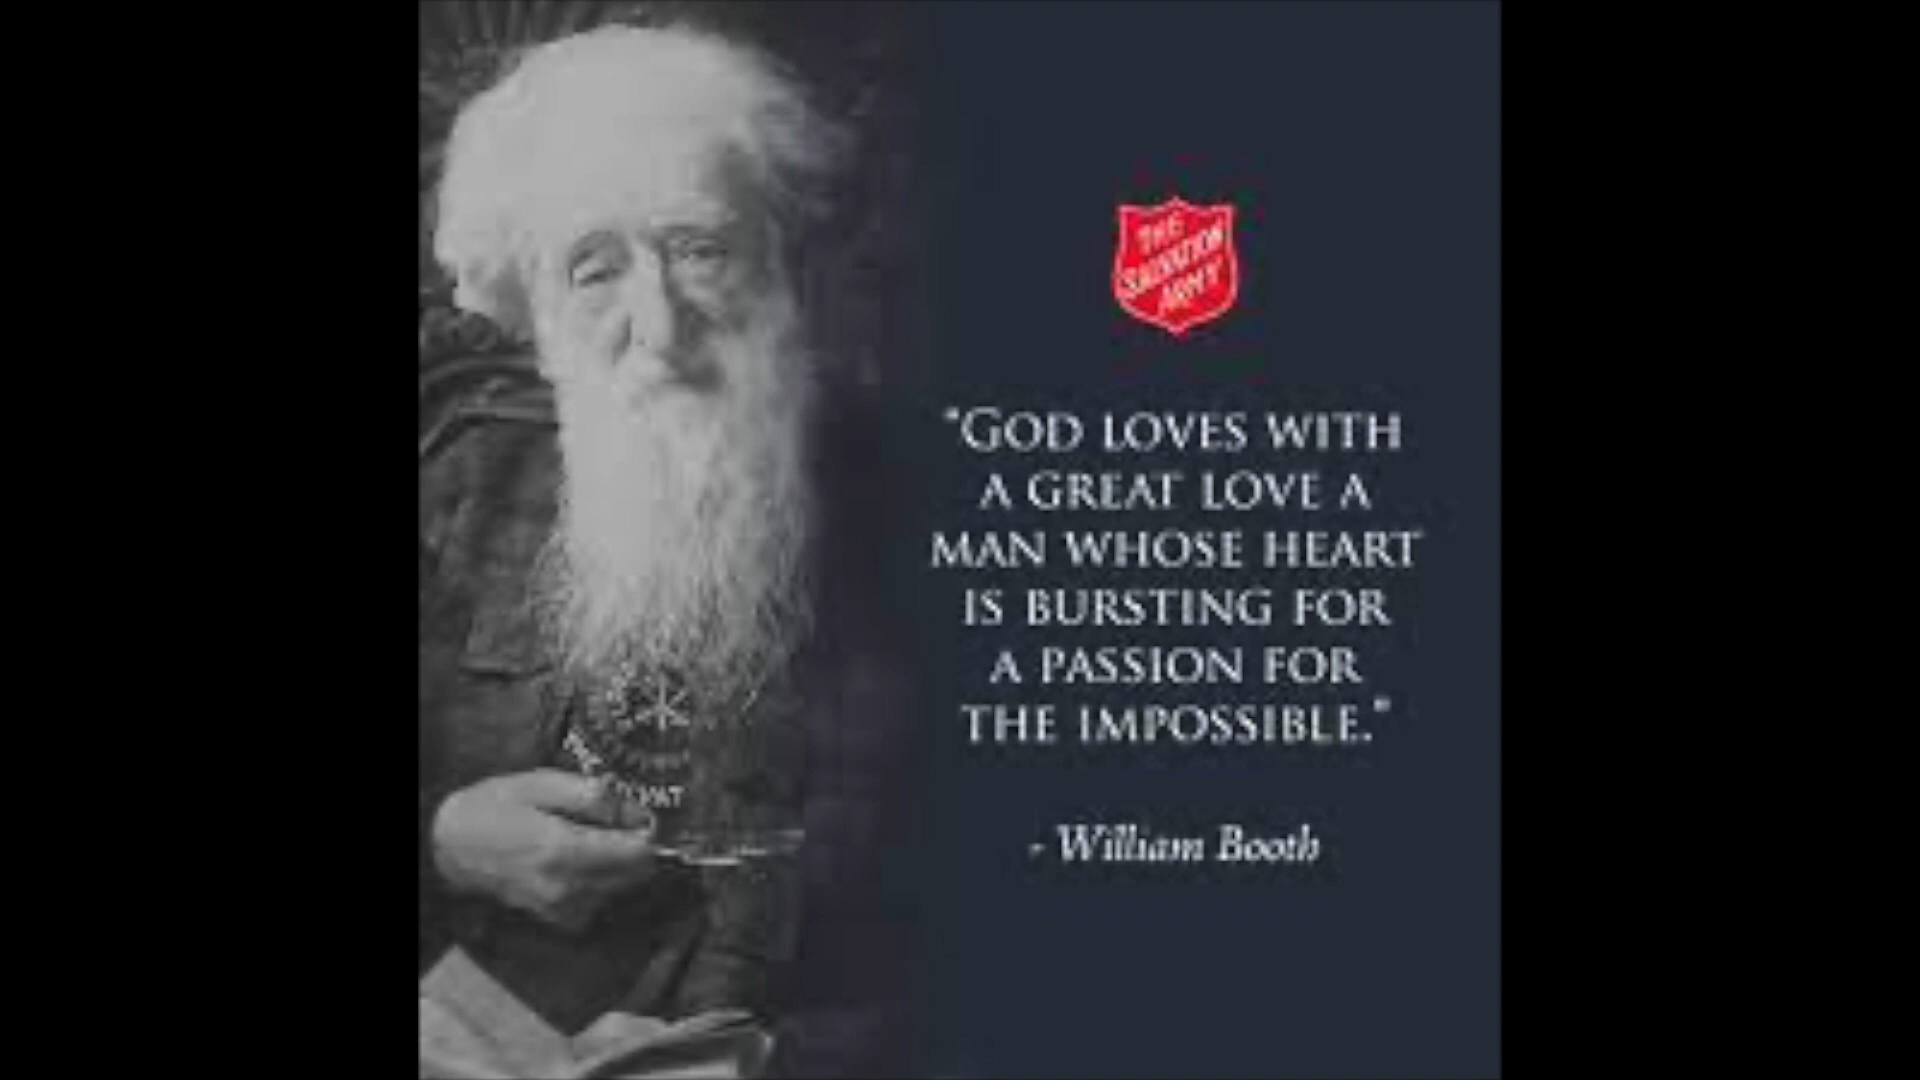 THE
SALVATION
ARMY
"GOD LOVES WITH
A GREAT LOVE A
MAN WHOSE HEART
IS BURSTING FOR
A PASSION FOR
THE IMPOSSIBLE."
- William Booth